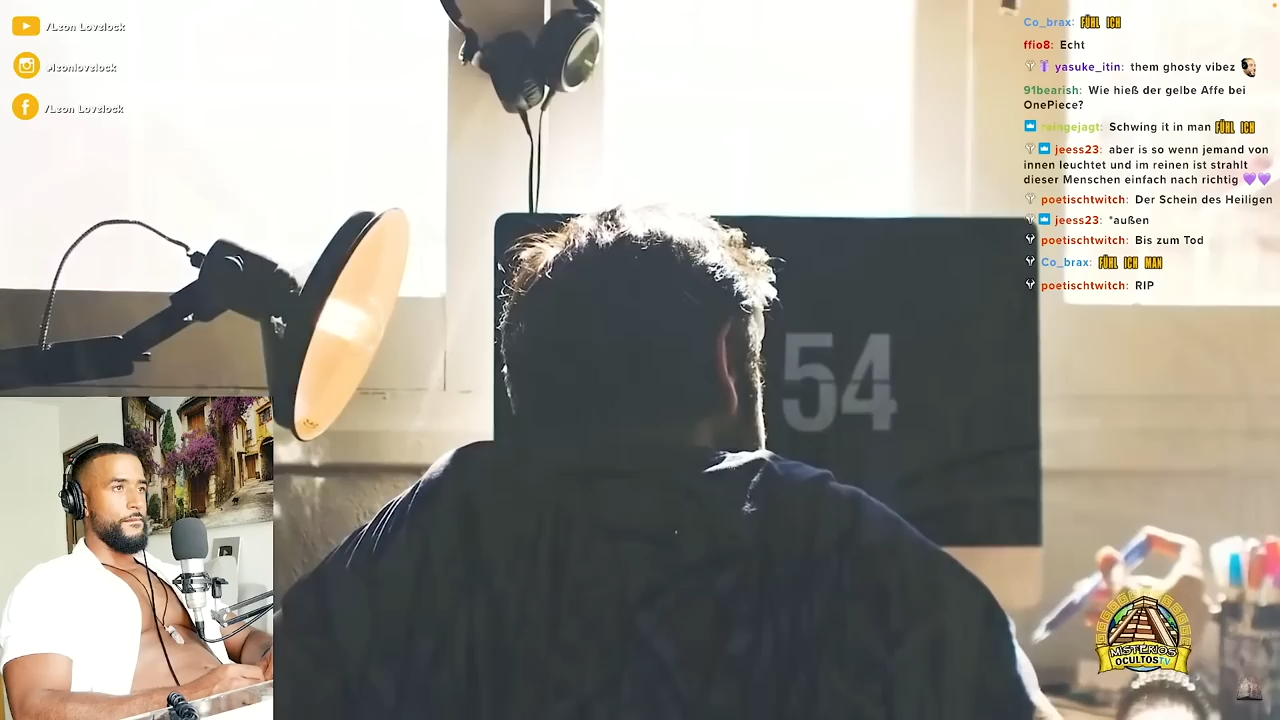 /Leon Lovelock
/leonlovelock
/Leon Lovelock
Co_brax: FÜHL ICH
ffio8: Echt
yasuke_itin: them ghosty vibez
91bearish: Wie hieß der gelbe Affe bei
OnePiece?
raingejagt: Schwing it in man FÜHL ICH
jeess23: aber is so wenn jemand von
innen leuchtet und im reinen ist strahlt
dieser Menschen einfach nach richtig 💜💜
poetischtwitch: Der Schein des Heiligen
jeess23: *außen
poetischtwitch: Bis zum Tod
Co_brax: FÜHL ICH MAN
poetischtwitch: RIP
54
MISTERIOS
OCULTOS TV